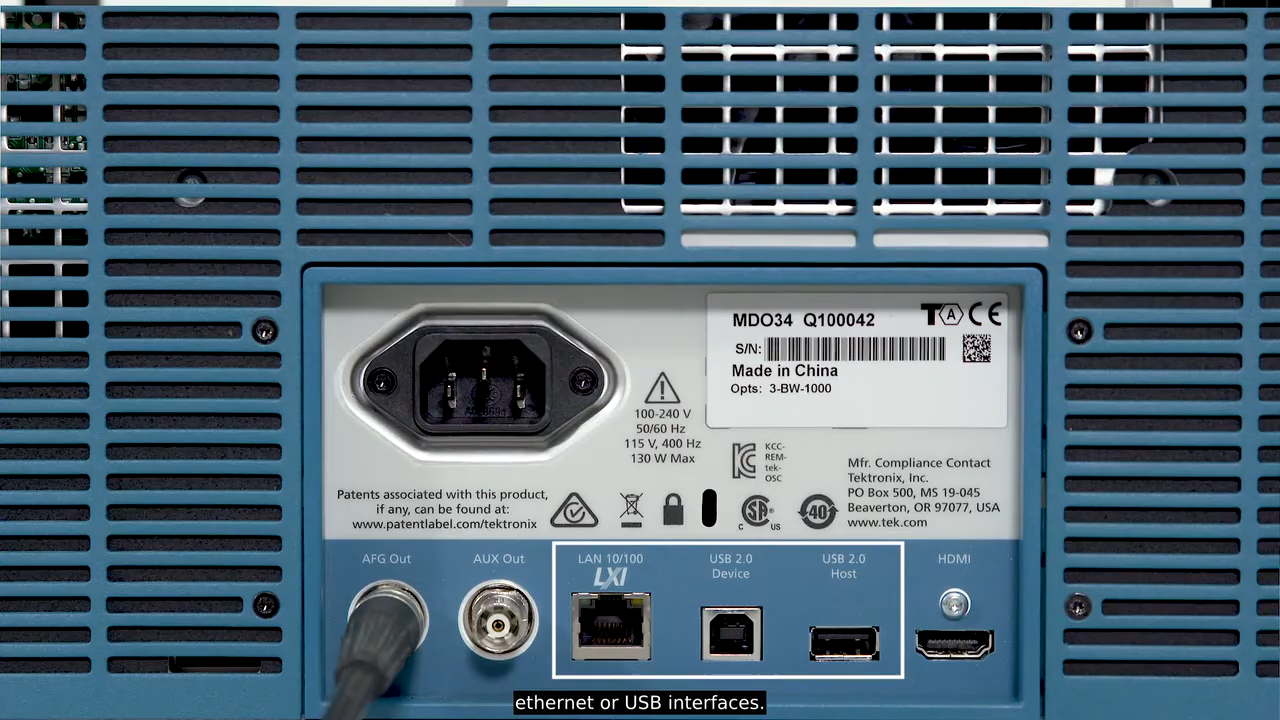 MDO34 Q100042
S/N:
Made in China
Opts: 3-BW-1000
100-240 V
50/60 Hz
115 V, 400 Hz
130 W Max
KCC-
REM-
tek-
OSC
Mfr. Compliance Contact
Tektronix, Inc.
PO Box 500, MS 19-045
Beaverton, OR 97077, USA
www.tek.com
Patents associated with this product,
if any, can be found at:
www.patentlabel.com/tektronix
C SA® US
40
AFG Out
AUX Out
LAN 10/100
LXI
USB 2.0
Device
USB 2.0
Host
HDMI
ethernet or USB interfaces.